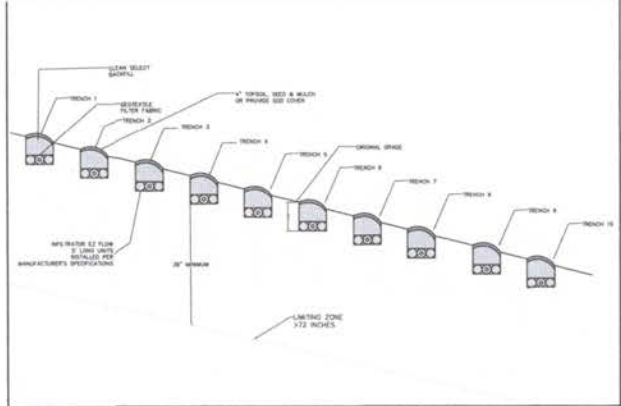 CLEAN SELECT
BACKFILL
TRENCH 1
GEOTEXTILE
FILTER FABRIC
TRENCH 2
4" TOPSOIL, SEED & MULCH
OR PROVIDE SOD COVER
TRENCH 3
TRENCH 4
TRENCH 5
ORIGINAL GRADE
TRENCH 6
TRENCH 7
TRENCH 8
TRENCH 9
TRENCH 10
INFILTRATOR EZ FLOW
5' LONG UNITS
INSTALLED PER
MANUFACTURER'S SPECIFICATIONS
MINIMUM
LIMITING ZONE
>72 INCHES